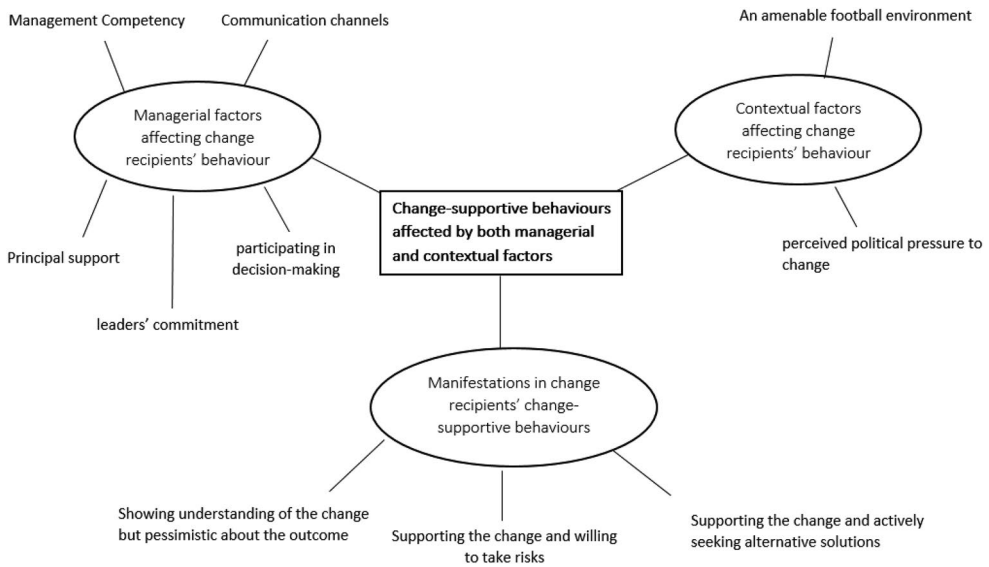 Management Competency
Communication channels
An amenable football environment
Managerial factors
affecting change
recipients’ behaviour
Contextual factors
affecting change
recipients’ behaviour
Change-supportive behaviours
affected by both managerial
and contextual factors
Principal support
leaders’ commitment
participating in
decision-making
perceived political pressure to
change
Manifestations in change
recipients’ change-
supportive behaviours
Showing understanding of the change
but pessimistic about the outcome
Supporting the change and willing
to take risks
Supporting the change and actively
seeking alternative solutions